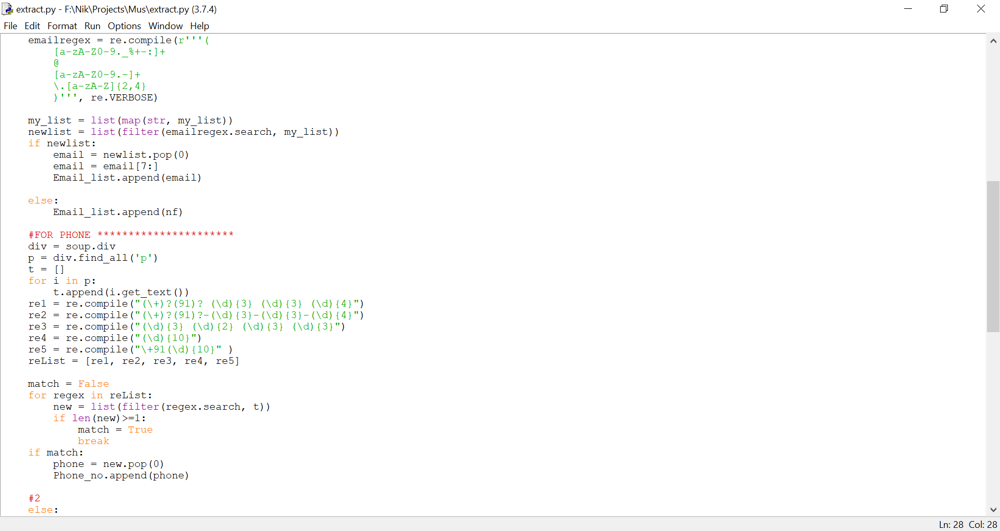 extract.py - F:\Nik\Projects\Mus\extract.py (3.7.4)
File Edit Format Run Options Window Help
    emailregex = re.compile(r'''(
        [a-zA-Z0-9._%+-:]+
        @
        [a-zA-Z0-9.-]+
        \.[a-zA-Z]{2,4}
        )''', re.VERBOSE)

    my_list = list(map(str, my_list))
    newlist = list(filter(emailregex.search, my_list))
    if newlist:
        email = newlist.pop(0)
        email = email[7:]
        Email_list.append(email)

    else:
        Email_list.append(nf)

    #FOR PHONE **********************
    div = soup.div
    p = div.find_all('p')
    t = []
    for i in p:
        t.append(i.get_text())
    re1 = re.compile("(\+)?(91)? (\d){3} (\d){3} (\d){4}")
    re2 = re.compile("(\+)?(91)?-(\d){3}-(\d){3}-(\d){4}")
    re3 = re.compile("(\d){3} (\d){2} (\d){3} (\d){3}")
    re4 = re.compile("(\d){10}")
    re5 = re.compile("\+91(\d){10}" )
    reList = [re1, re2, re3, re4, re5]

    match = False
    for regex in reList:
        new = list(filter(regex.search, t))
        if len(new)>=1:
            match = True
            break
    if match:
        phone = new.pop(0)
        Phone_no.append(phone)

    #2
    else:
Ln: 28 Col: 28